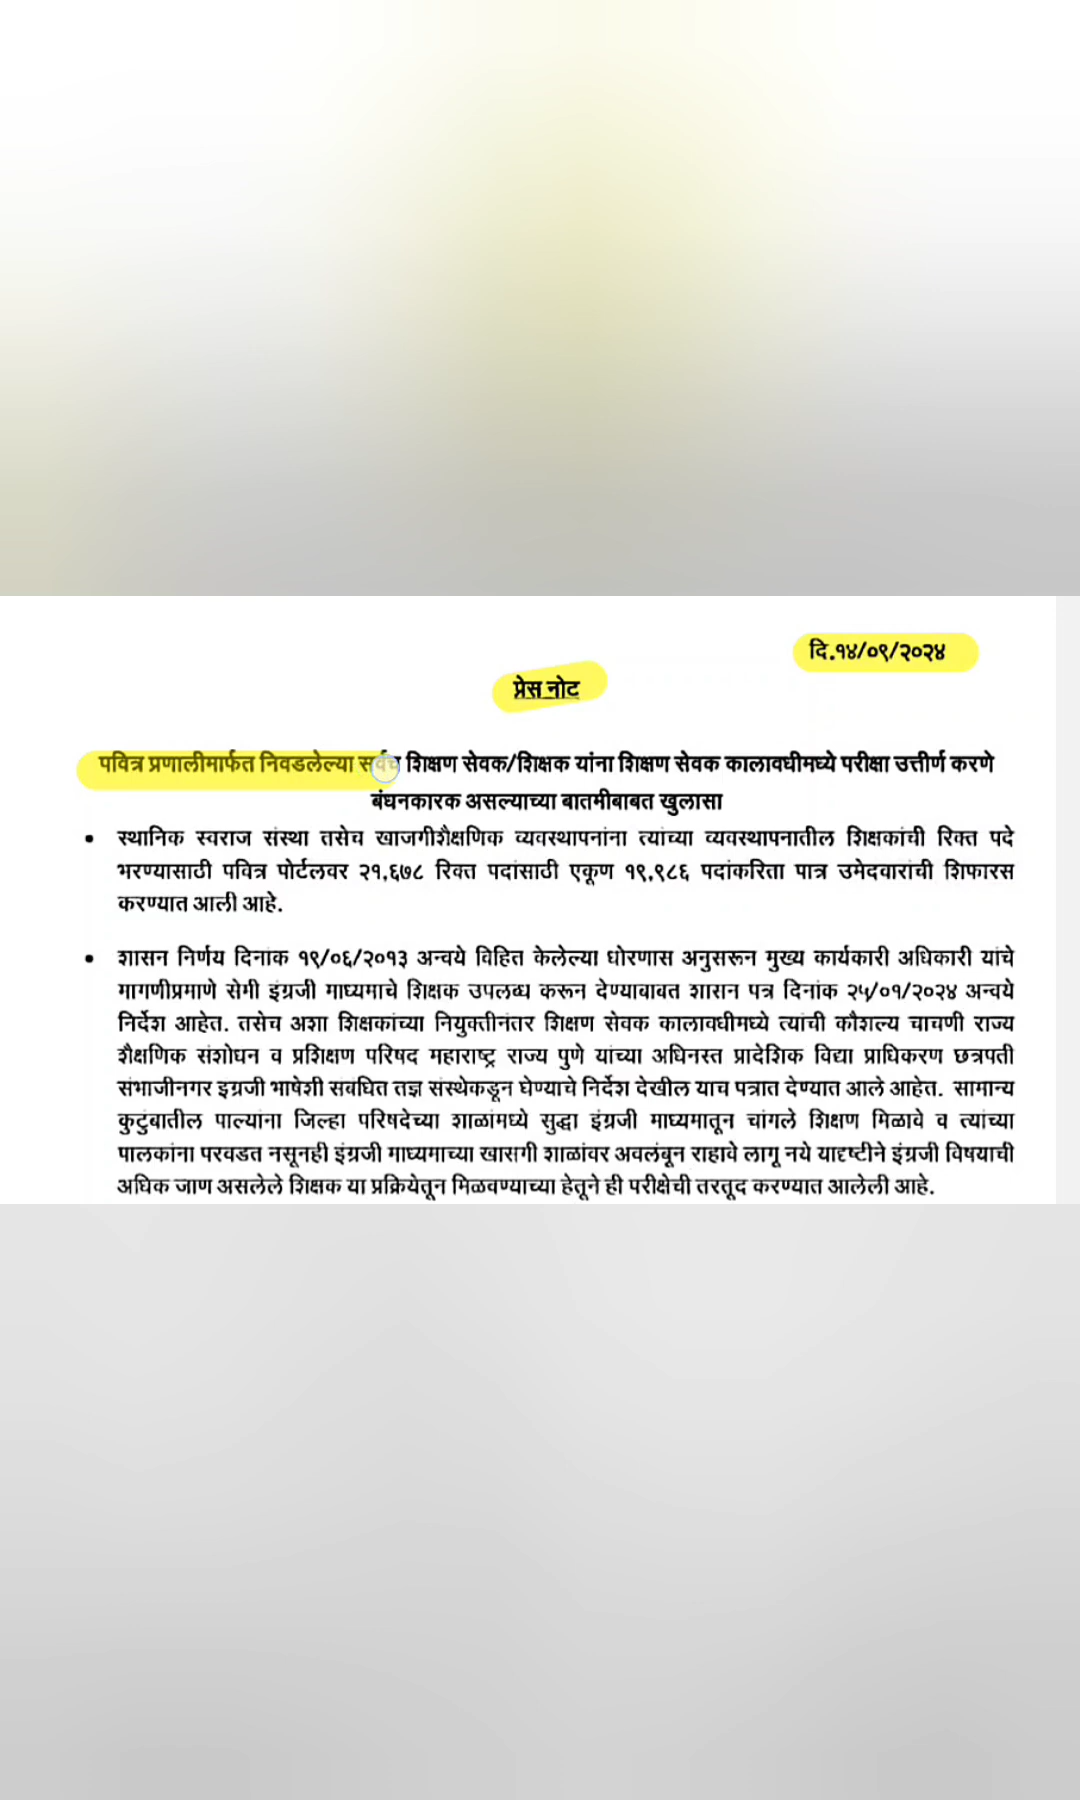 दि.१४/०९/२०२४
प्रेस नोट
पवित्र प्रणालीमार्फत निवडलेल्या सर्वच शिक्षण सेवक/शिक्षक यांना शिक्षण सेवक कालावधीमध्ये परीक्षा उत्तीर्ण करणे
बंधनकारक असल्याच्या बातमीबाबत खुलासा
• स्थानिक स्वराज संस्था तसेच खाजगीशैक्षणिक व्यवस्थापनांना त्यांच्या व्यवस्थापनातील शिक्षकांची रिक्त पदे
भरण्यासाठी पवित्र पोर्टलवर २१,६७८ रिक्त पदांसाठी एकूण १९,९८६ पदांकरिता पात्र उमेदवारांची शिफारस
करण्यात आली आहे.
• शासन निर्णय दिनांक १९/०६/२०१३ अन्वये विहित केलेल्या धोरणास अनुसरून मुख्य कार्यकारी अधिकारी यांचे
मागणीप्रमाणे सेमी इंग्रजी माध्यमाचे शिक्षक उपलब्ध करून देण्याबाबत शासन पत्र दिनांक २५/०१/२०२४ अन्वये
निर्देश आहेत. तसेच अशा शिक्षकांच्या नियुक्तीनंतर शिक्षण सेवक कालावधीमध्ये त्यांची कौशल्य चाचणी राज्य
शैक्षणिक संशोधन व प्रशिक्षण परिषद महाराष्ट्र राज्य पुणे यांच्या अधिनस्त प्रादेशिक विद्या प्राधिकरण छत्रपती
संभाजीनगर इंग्रजी भाषेशी संबधित तज्ञ संस्थेकडून घेण्याचे निर्देश देखील याच पत्रात देण्यात आले आहेत. सामान्य
कुटुंबातील पाल्यांना जिल्हा परिषदेच्या शाळांमध्ये सुद्धा इंग्रजी माध्यमातून चांगले शिक्षण मिळावे व त्यांच्या
पालकांना परवडत नसूनही इंग्रजी माध्यमाच्या खासगी शाळांवर अवलंबून राहावे लागू नये यादृष्टीने इंग्रजी विषयाची
अधिक जाण असलेले शिक्षक या प्रक्रियेतून मिळवण्याच्या हेतूने ही परीक्षेची तरतूद करण्यात आलेली आहे.